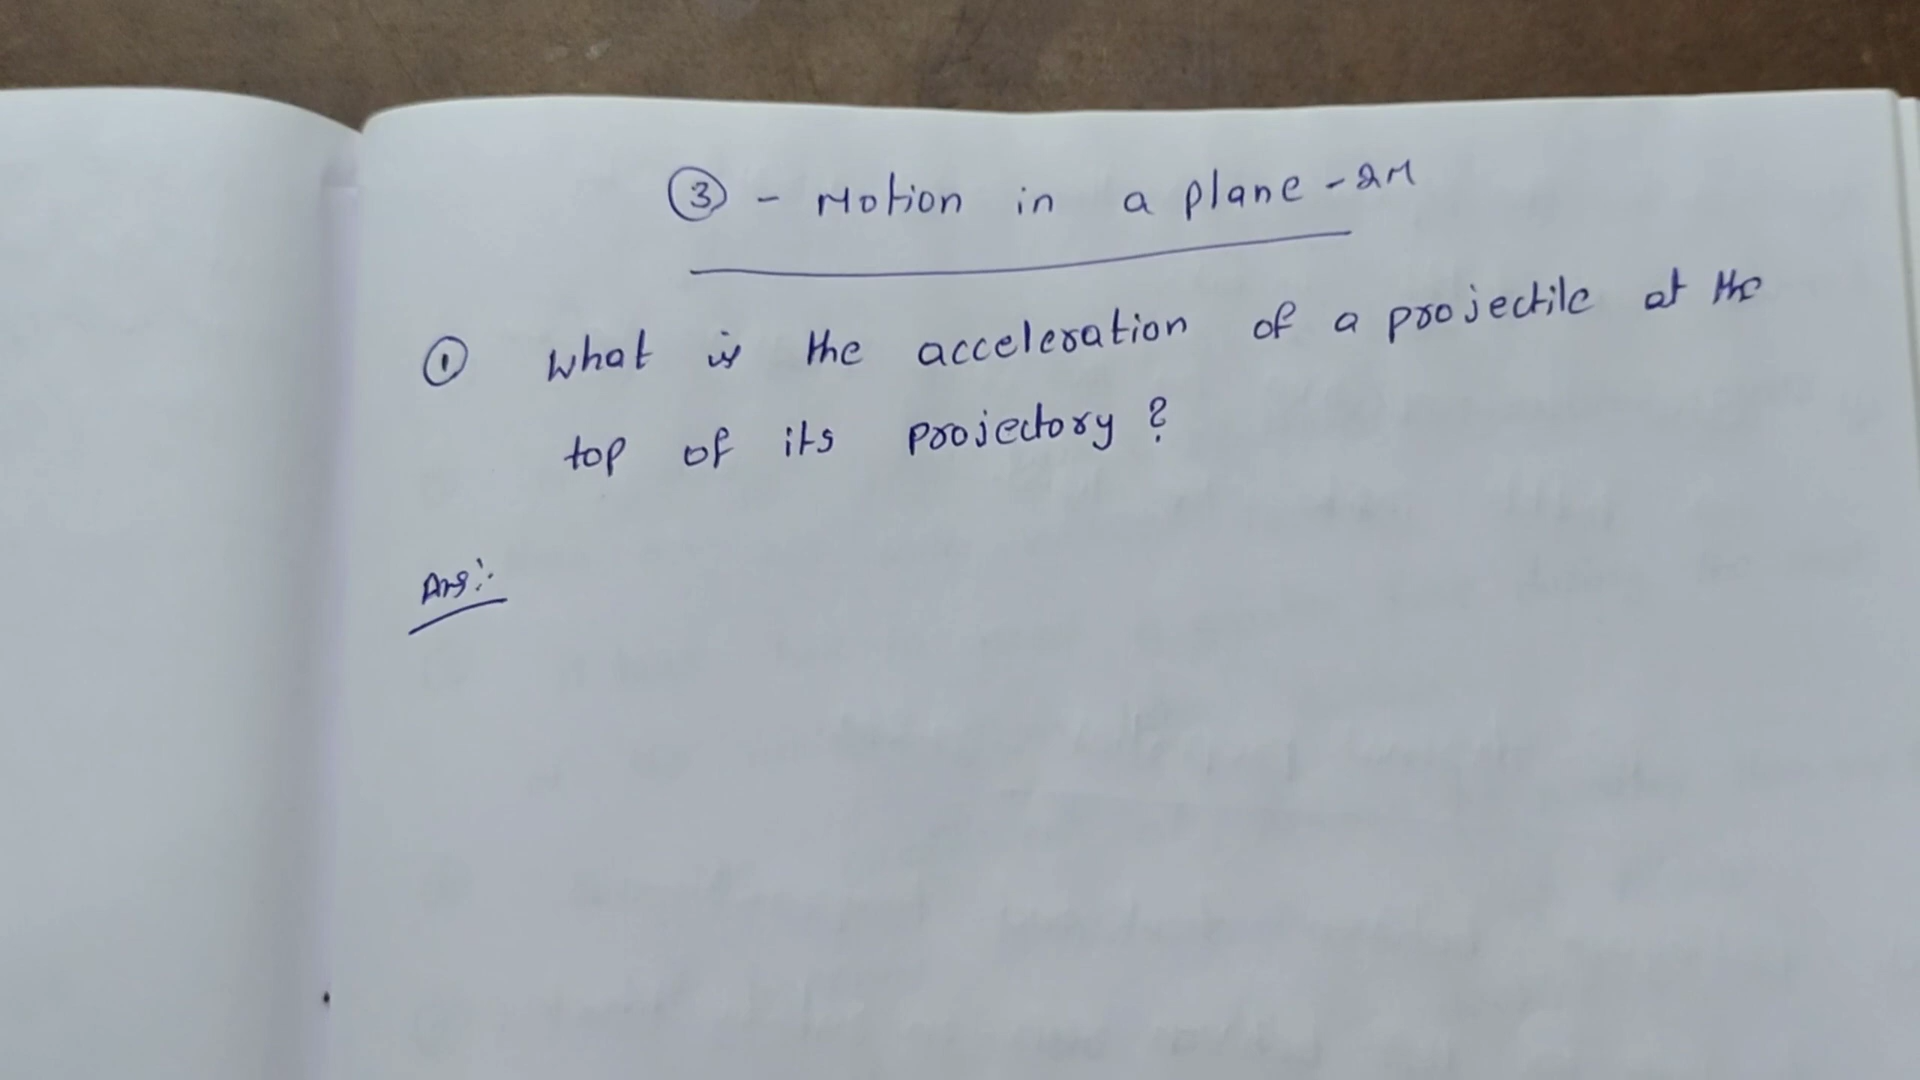 ③ - Motion in a plane - 2M
① What is the acceleration of a projectile at the
top of its projectory ?
Ans:-